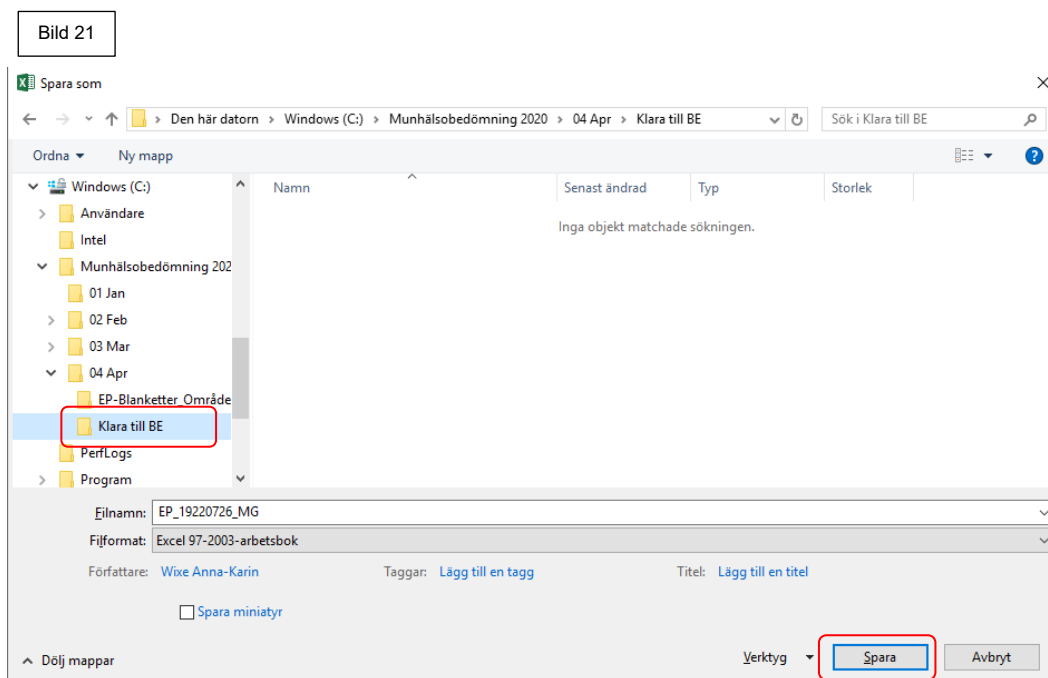 Bild 21
Spara som
Den här datorn > Windows (C:) > Munhälsobedömning 2020 > 04 Apr > Klara till BE
Sök i Klara till BE
Ordna
Ny mapp
Windows (C:)
Namn
Senast ändrad
Typ
Storlek
Användare
Inga objekt matchade sökningen.
Intel
Munhälsobedömning 202
01 Jan
02 Feb
03 Mar
04 Apr
EP-Blanketter_Område
Klara till BE
PerfLogs
Program
Filnamn: EP_19220726_MG
Filformat: Excel 97-2003-arbetsbok
Författare: Wixe Anna-Karin
Taggar: Lägg till en tagg
Titel: Lägg till en titel
Spara miniatyr
Dölj mappar
Verktyg
Spara
Avbryt